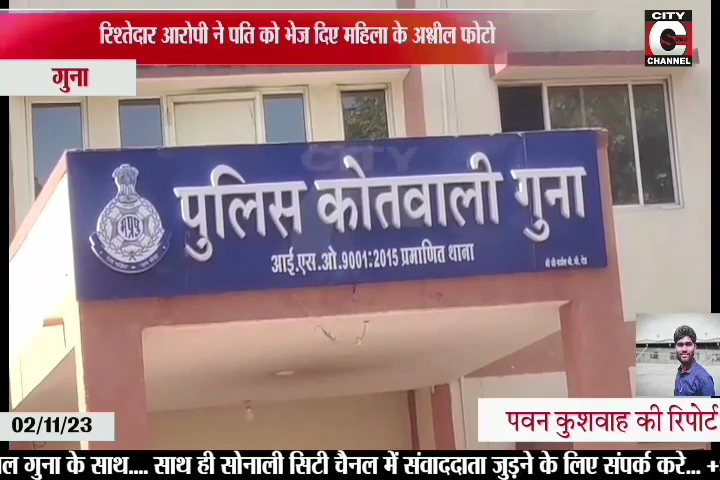 रिश्तेदार आरोपी ने पति को भेज दिए महिला के अश्लील फोटो
CITY
CHANNEL
गुना
CITY
पुलिस कोतवाली गुना
आई.एस.ओ.9001:2015 प्रमाणित थाना
02/11/23
पवन कुशवाह की रिपोर्ट
गुना के साथ.... साथ ही सोनाली सिटी चैनल में संवाददाता जुड़ने के लिए संपर्क करे... +